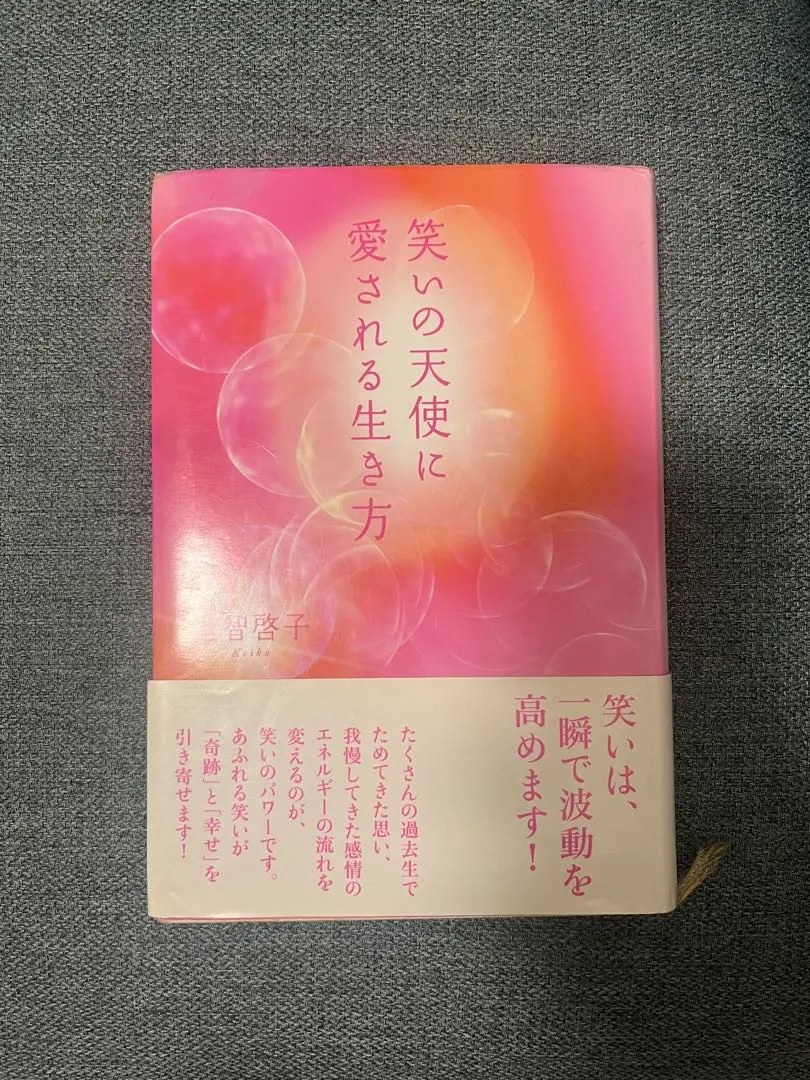 笑いの天使に
愛される生き方
智啓子
Keiko
笑いは、
一瞬で波動を
高めます！
たくさんの過去生で
ためてきた思い、
我慢してきた感情の
エネルギーの流れを
変えるのが、
笑いのパワーです。
あふれる笑いが
「奇跡」と「幸せ」を
引き寄せます！